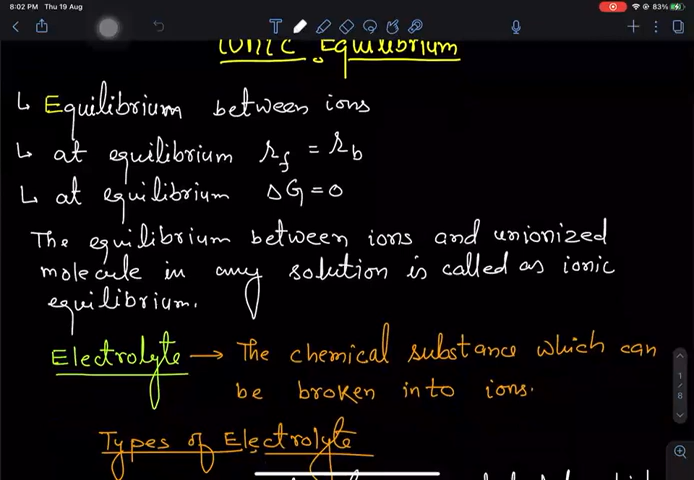 8:02 PM Thu 19 Aug
83%
IONIC Equilibrium
↳ Equilibrium between ions
↳ at equilibrium rf = rb
↳ at equilibrium ΔG = 0
The equilibrium between ions and unionized
molecule in any solution is called as ionic
equilibrium.
Electrolyte → The chemical substance which can
be broken into ions.
1
8
Types of Electrolyte